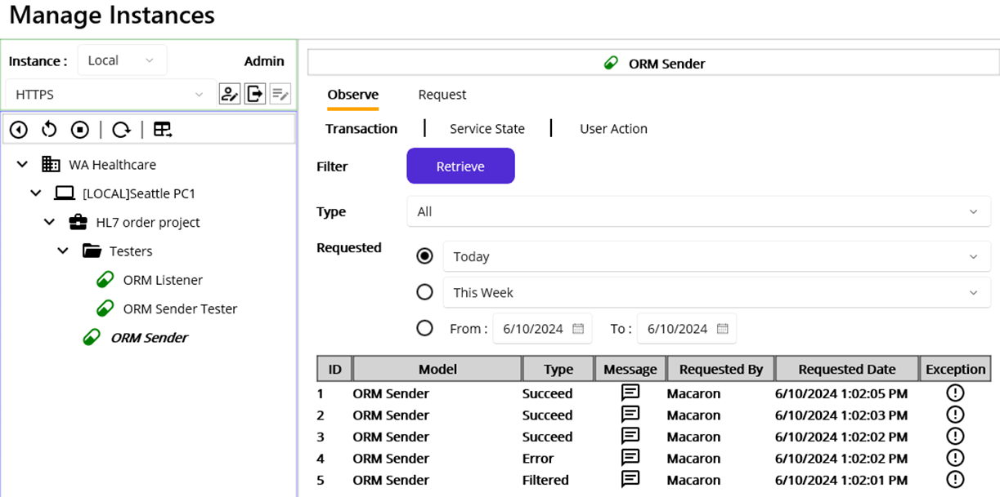 Manage Instances
Instance : Local Admin
HTTPS
WA Healthcare
[LOCAL]Seattle PC1
HL7 order project
Testers
ORM Listener
ORM Sender Tester
ORM Sender
ORM Sender
Observe Request
Transaction | Service State | User Action
Filter Retrieve
Type All
Requested Today
This Week
From : 6/10/2024 To : 6/10/2024
ID Model Type Message Requested By Requested Date Exception
1 ORM Sender Succeed Macaron 6/10/2024 1:02:05 PM
2 ORM Sender Succeed Macaron 6/10/2024 1:02:03 PM
3 ORM Sender Succeed Macaron 6/10/2024 1:02:02 PM
4 ORM Sender Error Macaron 6/10/2024 1:02:02 PM
5 ORM Sender Filtered Macaron 6/10/2024 1:02:01 PM